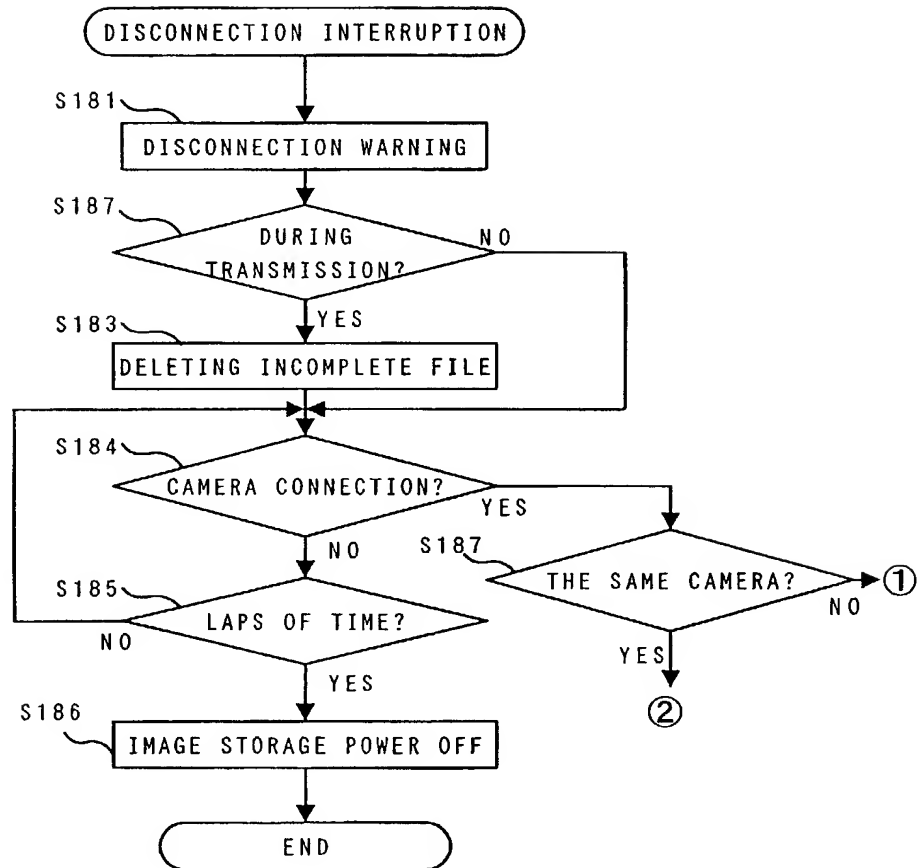 DISCONNECTION INTERRUPTION
S181
DISCONNECTION WARNING
S187
DURING
TRANSMISSION?
NO
YES
S183
DELETING INCOMPLETE FILE
S184
CAMERA CONNECTION?
YES
NO
S187
THE SAME CAMERA?
①
NO
YES
②
S185
LAPS OF TIME?
NO
YES
S186
IMAGE STORAGE POWER OFF
END